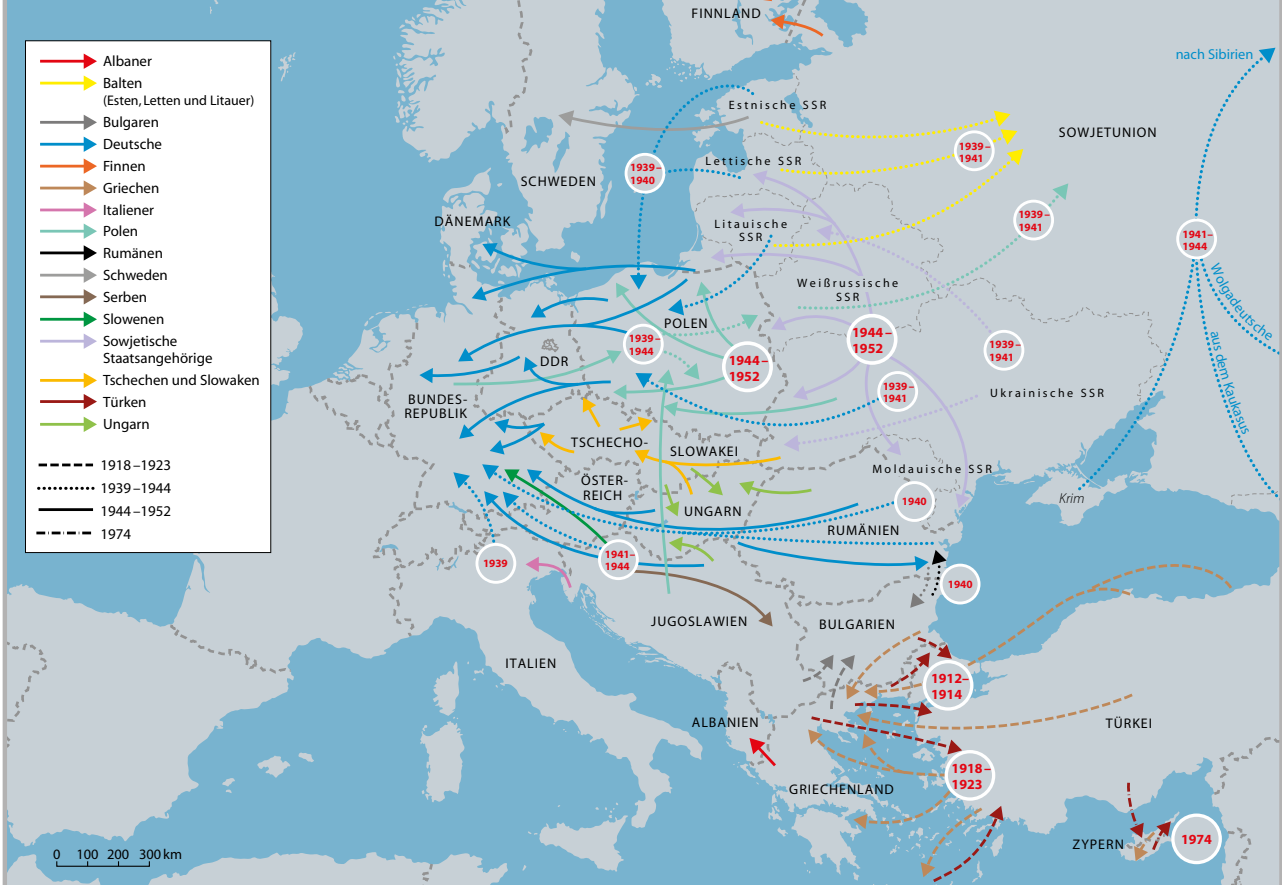 Albaner
Balten
(Esten, Letten und Litauer)
Bulgaren
Deutsche
Finnen
Griechen
Italiener
Polen
Rumänen
Schweden
Serben
Slowenen
Sowjetische
Staatsangehörige
Tschechen und Slowaken
Türken
Ungarn
1918–1923
1939–1944
1944–1952
1974
0 100 200 300 km
FINNLAND
nach Sibirien
Estnische SSR
SOWJETUNION
1939–
1941
Lettische SSR
1939–
1940
SCHWEDEN
DÄNEMARK
Litauische
SSR
1939–
1941
1941–
1944
Wolgadeutsche
aus dem Kaukasus
Weißrussische
SSR
POLEN
1939–
1944
1944–
1952
1944–
1952
1939–
1941
DDR
1939–
1941
Ukrainische SSR
BUNDES-
REPUBLIK
TSCHECHO-
SLOWAKEI
Moldauische SSR
ÖSTER-
REICH
Krim
1940
UNGARN
RUMÄNIEN
1939
1941–
1944
1940
JUGOSLAWIEN
BULGARIEN
ITALIEN
1912–
1914
ALBANIEN
TÜRKEI
1918–
1923
GRIECHENLAND
ZYPERN
1974